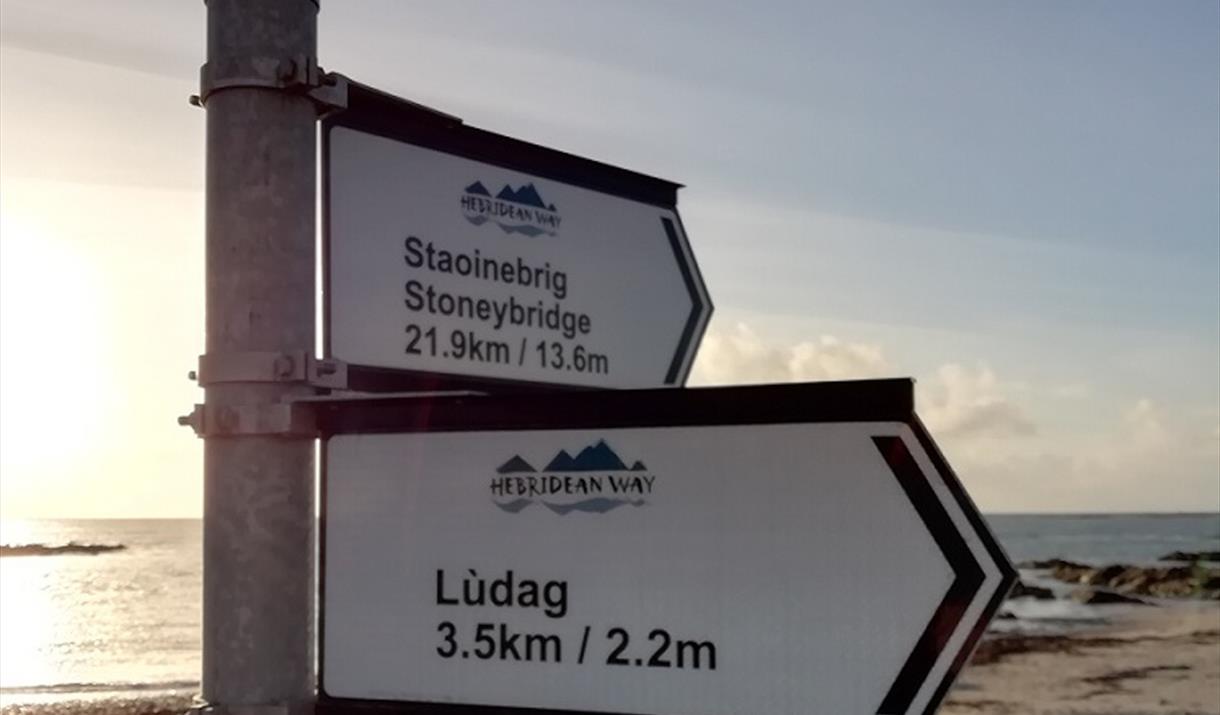 HEBRIDEAN WAY
Staoinebrig
Stoneybridge
21.9km / 13.6m
HEBRIDEAN WAY
Lùdag
3.5km / 2.2m